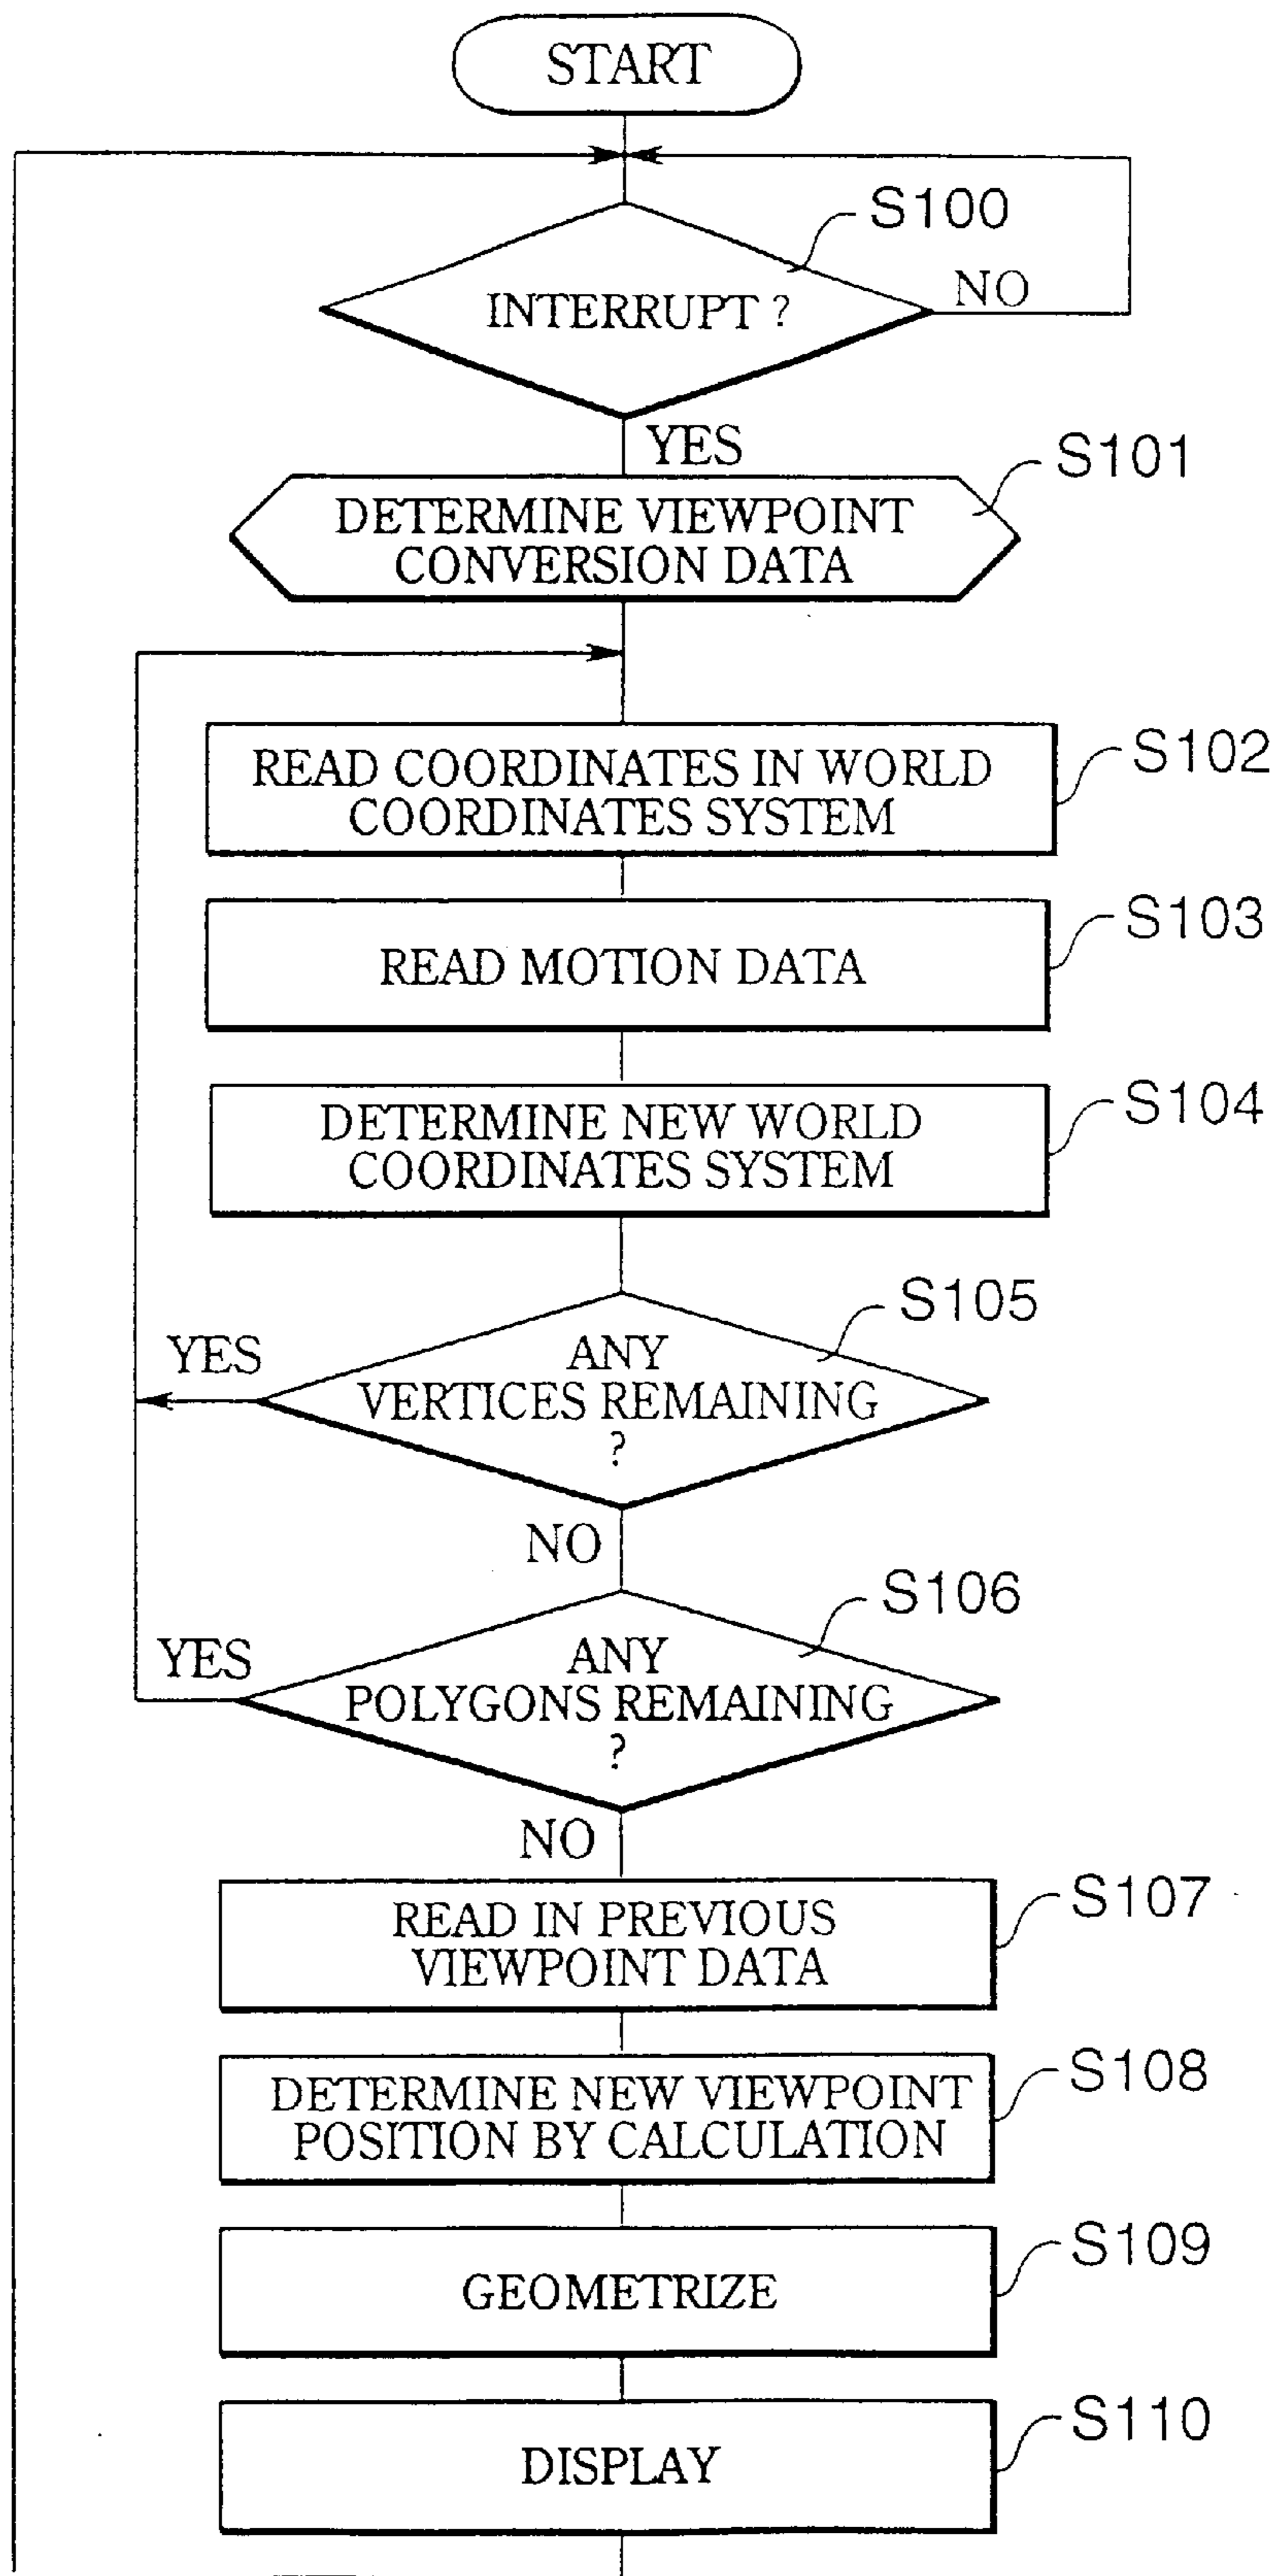 START
S100
INTERRUPT ?
NO
YES
S101
DETERMINE VIEWPOINT
CONVERSION DATA
S102
READ COORDINATES IN WORLD
COORDINATES SYSTEM
S103
READ MOTION DATA
S104
DETERMINE NEW WORLD
COORDINATES SYSTEM
S105
YES
ANY
VERTICES REMAINING
?
NO
S106
YES
ANY
POLYGONS REMAINING
?
NO
S107
READ IN PREVIOUS
VIEWPOINT DATA
S108
DETERMINE NEW VIEWPOINT
POSITION BY CALCULATION
S109
GEOMETRIZE
S110
DISPLAY